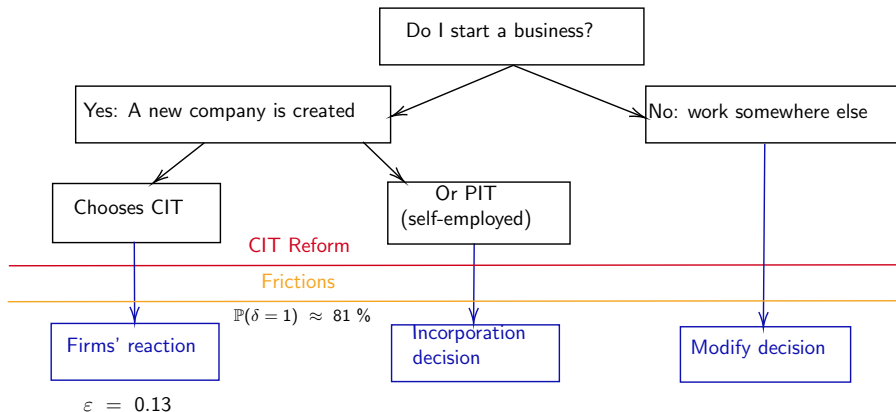 Do I start a business?
Yes: A new company is created
No: work somewhere else
Chooses CIT
Or PIT
(self-employed)
CIT Reform
Frictions
ℙ(δ = 1) ≈ 81 %
Firms' reaction
Incorporation
decision
Modify decision
ε = 0.13